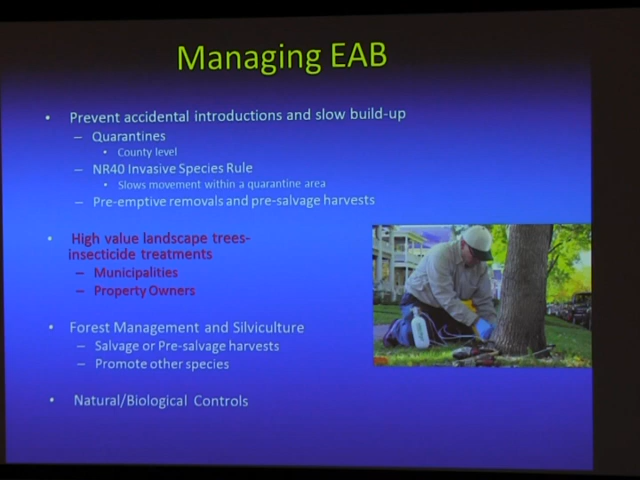 Managing EAB
• Prevent accidental introductions and slow build-up
– Quarantines
• County level
– NR40 Invasive Species Rule
• Slows movement within a quarantine area
– Pre-emptive removals and pre-salvage harvests
• High value landscape trees-
insecticide treatments
– Municipalities
– Property Owners
• Forest Management and Silviculture
– Salvage or Pre-salvage harvests
– Promote other species
• Natural/Biological Controls